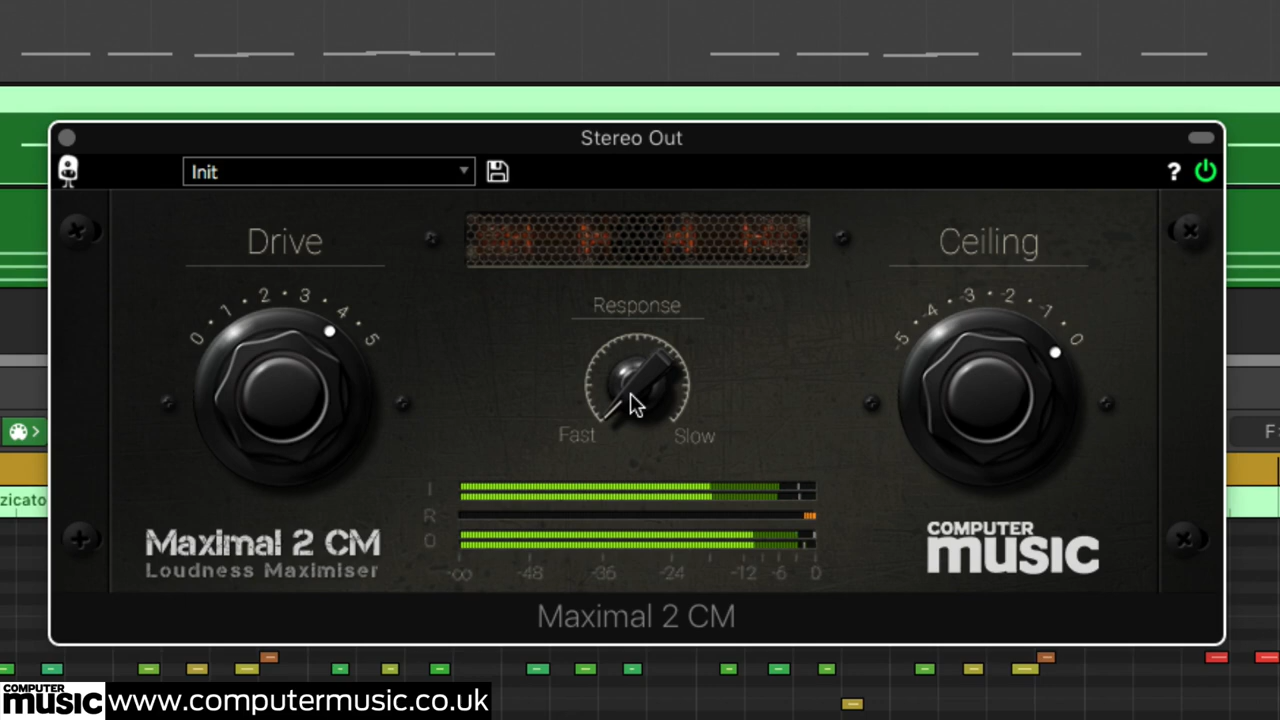 Stereo Out
Init
?
Drive
Ceiling
0 1 2 3 4 5
-5 -4 -3 -2 -1 0
Response
Fast
Slow
I
R
O
-∞ -48 -36 -24 -12 -6 0
Maximal 2 CM
Loudness Maximiser
COMPUTER
music
Maximal 2 CM
zicato
F
COMPUTER
music
www.computermusic.co.uk